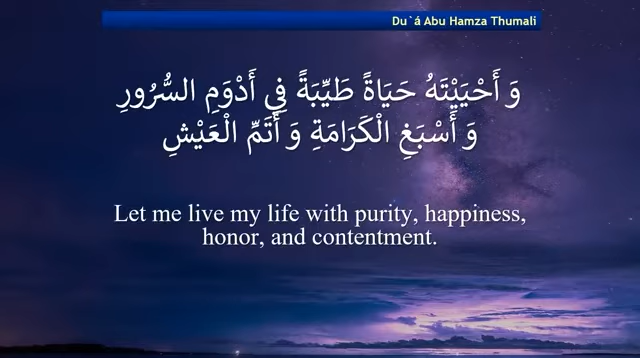 Du`á Abu Hamza Thumali
وَ أَحْيَيْتَهُ حَيَاةً طَيِّبَةً فِي أَدْوَمِ السُّرُورِ
وَ أَسْبَغِ الْكَرَامَةِ وَ أَتَمِّ الْعَيْشِ
Let me live my life with purity, happiness,
honor, and contentment.